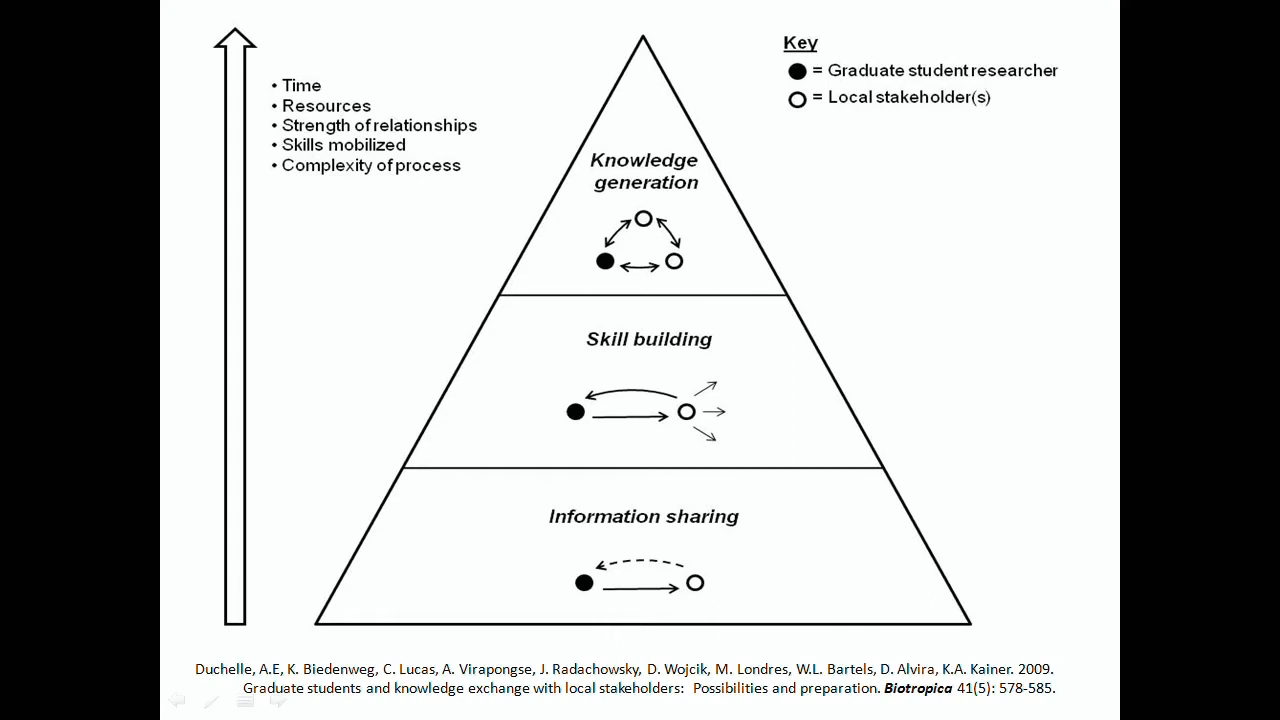 • Time
• Resources
• Strength of relationships
• Skills mobilized
• Complexity of process
Key
= Graduate student researcher
= Local stakeholder(s)
Knowledge
generation
Skill building
Information sharing
Duchelle, A.E, K. Biedenweg, C. Lucas, A. Virapongse, J. Radachowsky, D. Wojcik, M. Londres, W.L. Bartels, D. Alvira, K.A. Kainer. 2009.
Graduate students and knowledge exchange with local stakeholders: Possibilities and preparation. Biotropica 41(5): 578-585.